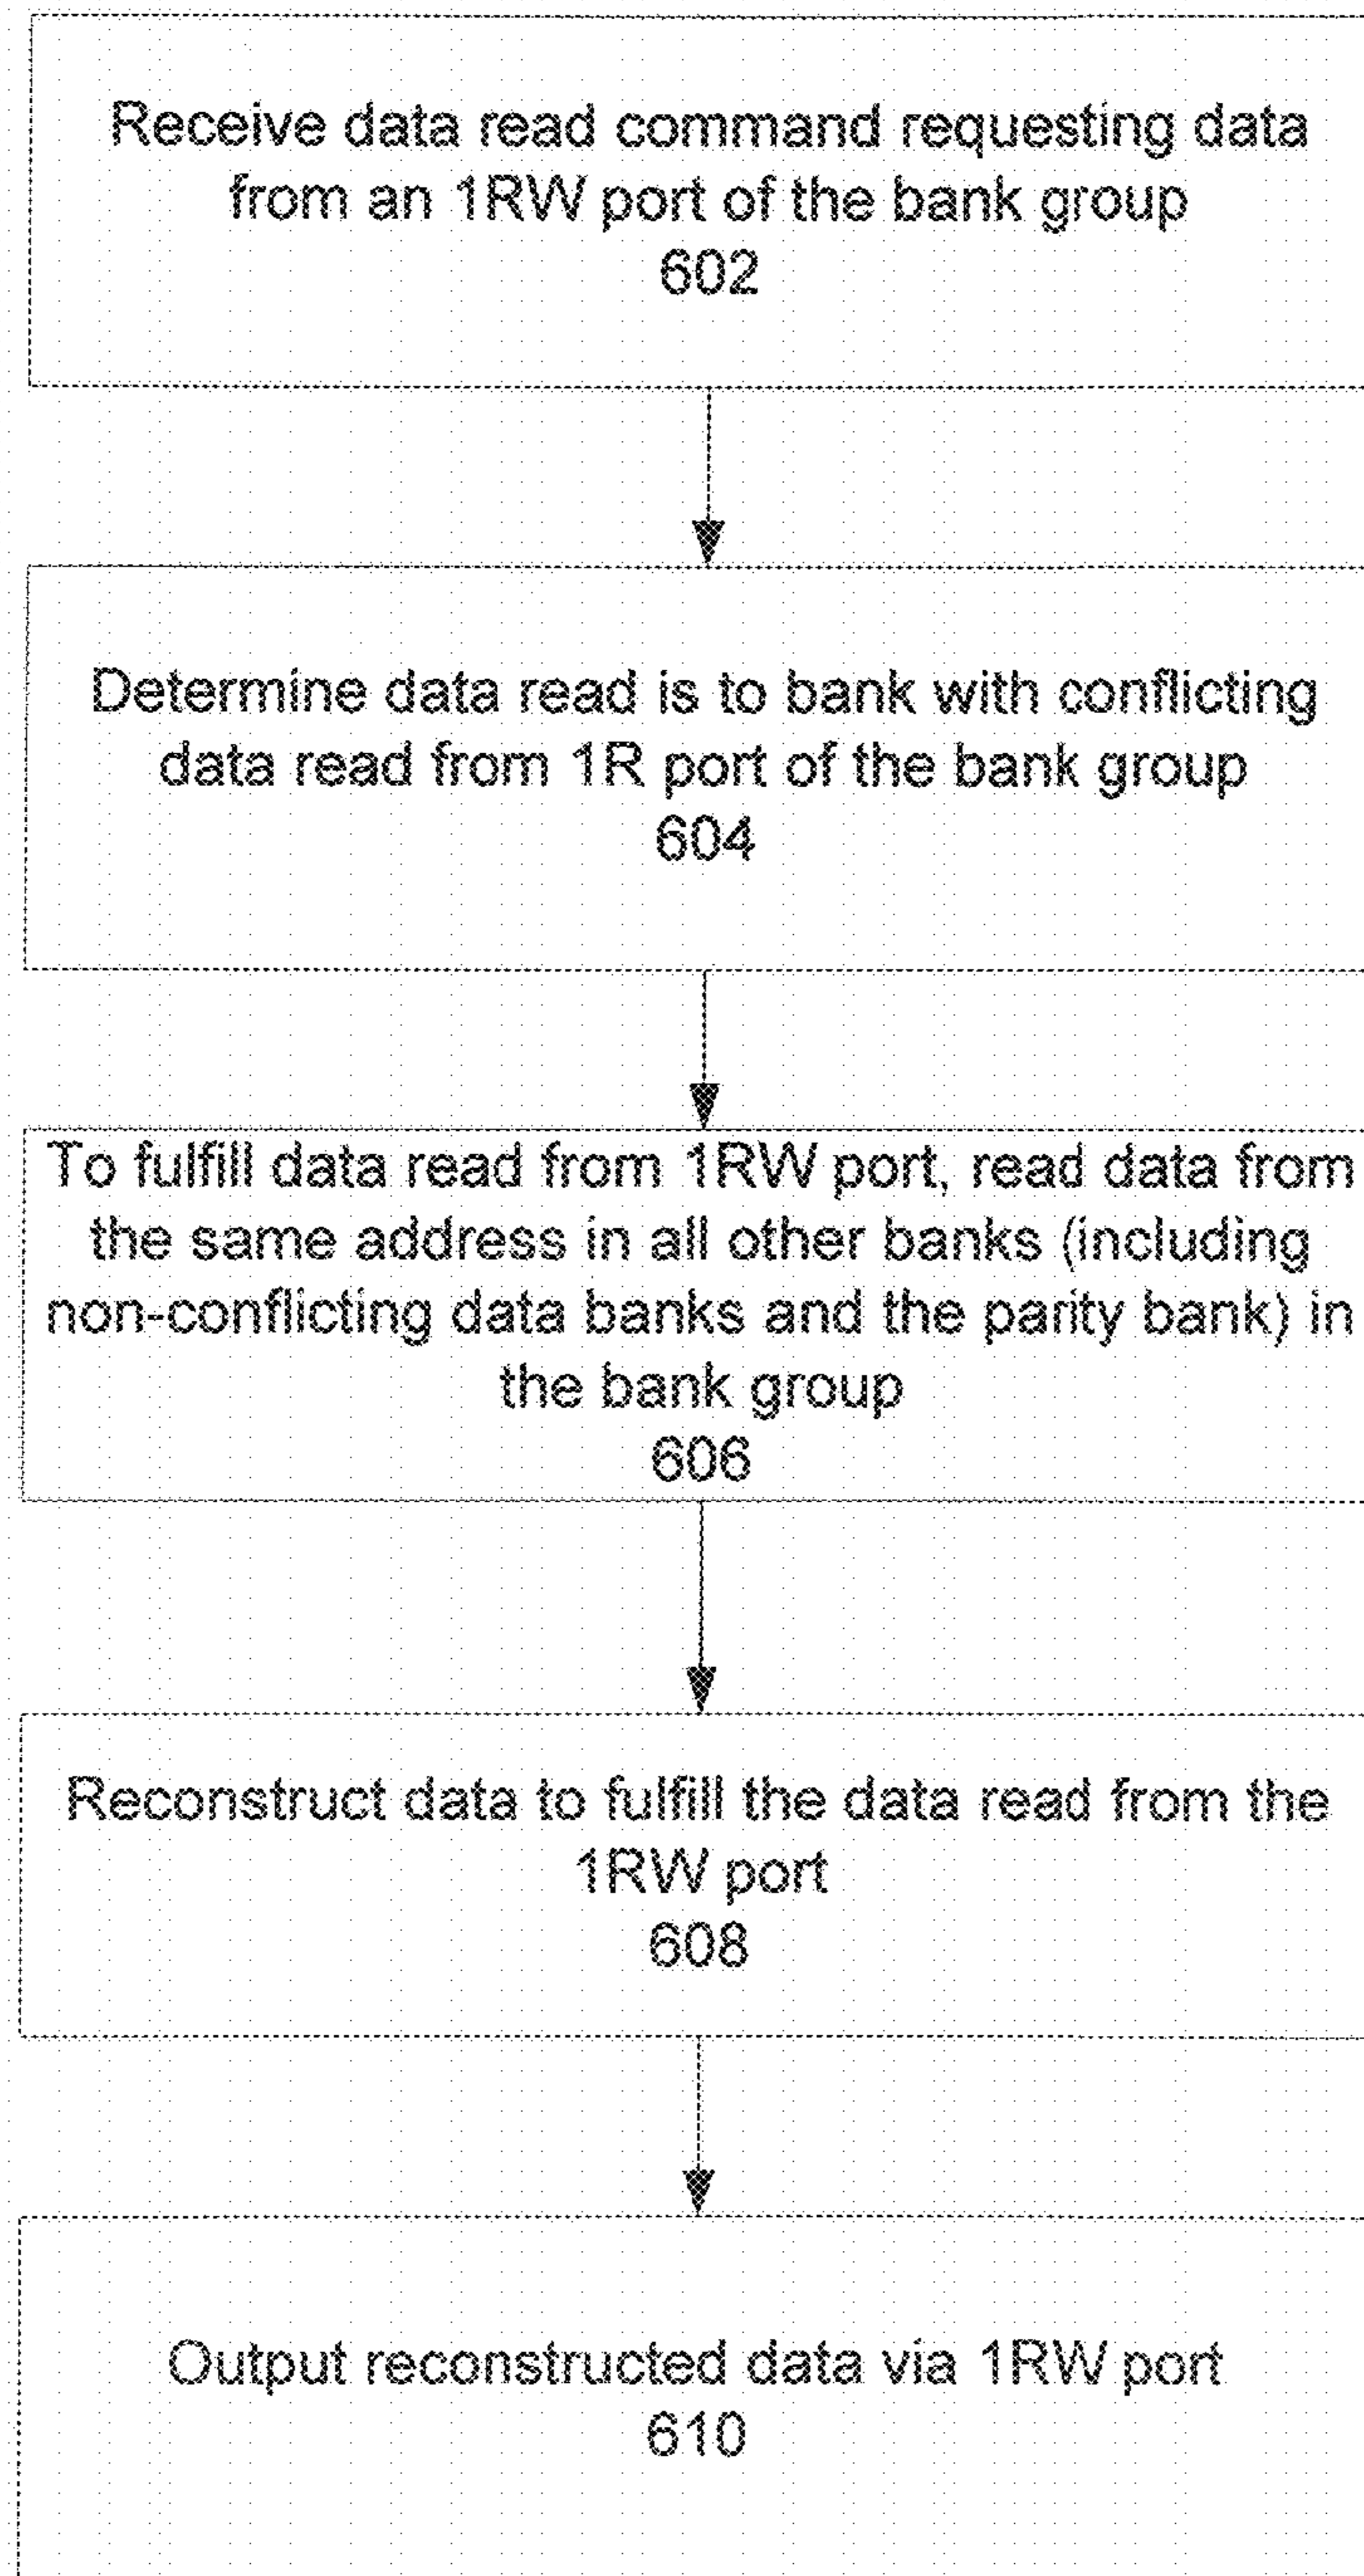 Receive data read command requesting data
from an 1RW port of the bank group
602
Determine data read is to bank with conflicting
data read from 1R port of the bank group
604
To fulfill data read from 1RW port, read data from
the same address in all other banks (including
non-conflicting data banks and the parity bank) in
the bank group
606
Reconstruct data to fulfill the data read from the
1RW port
608
Output reconstructed data via 1RW port
610